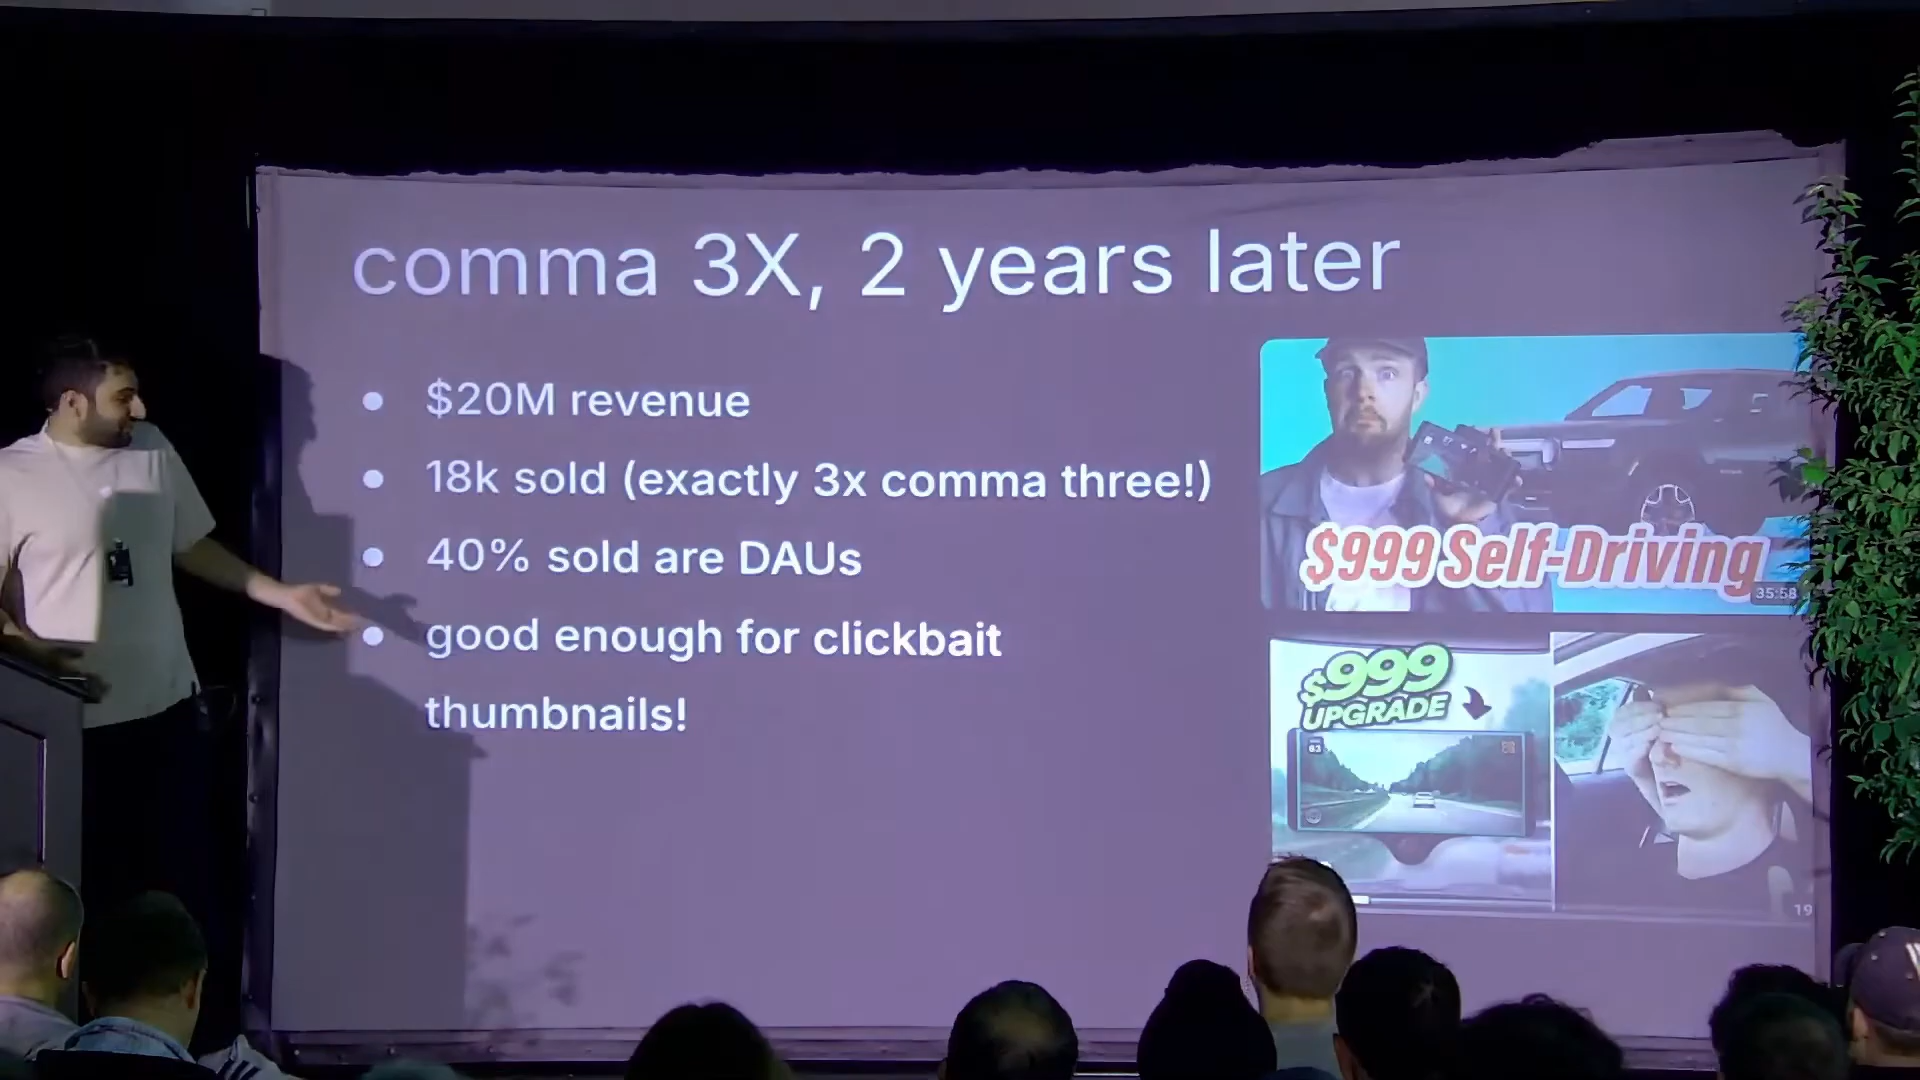 comma 3X, 2 years later
• $20M revenue
• 18k sold (exactly 3x comma three!)
• 40% sold are DAUs
• good enough for clickbait
thumbnails!
$999 Self-Driving
35:58
$999
UPGRADE
63
19